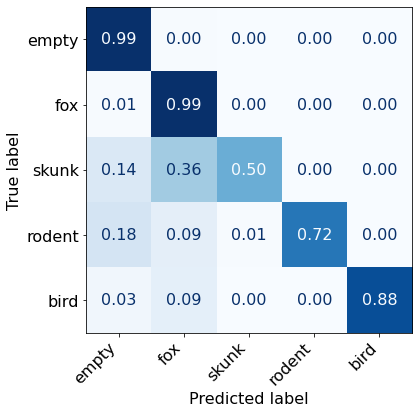 empty 0.99 0.00 0.00 0.00 0.00
fox 0.01 0.99 0.00 0.00 0.00
skunk 0.14 0.36 0.50 0.00 0.00
rodent 0.18 0.09 0.01 0.72 0.00
bird 0.03 0.09 0.00 0.00 0.88
True label
empty fox skunk rodent bird
Predicted label